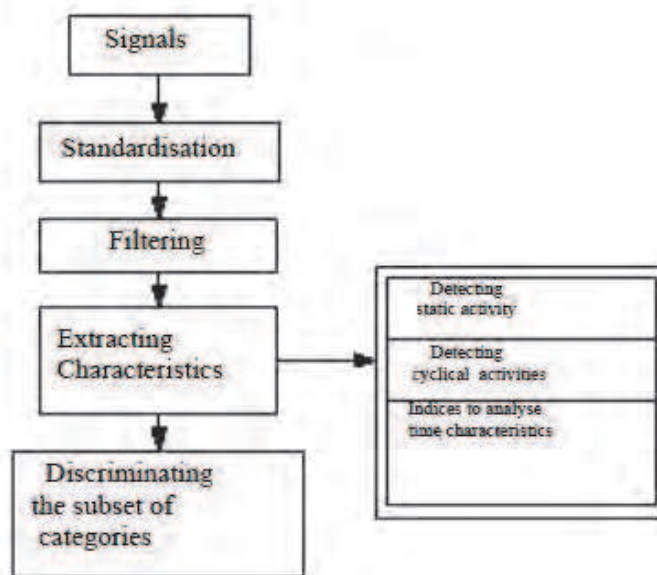 Signals
Standardisation
Filtering
Extracting
Characteristics
Detecting
static activity
Detecting
cyclical activines
Indices to analyse
time characteristics
Discriminating
the subset of
categories